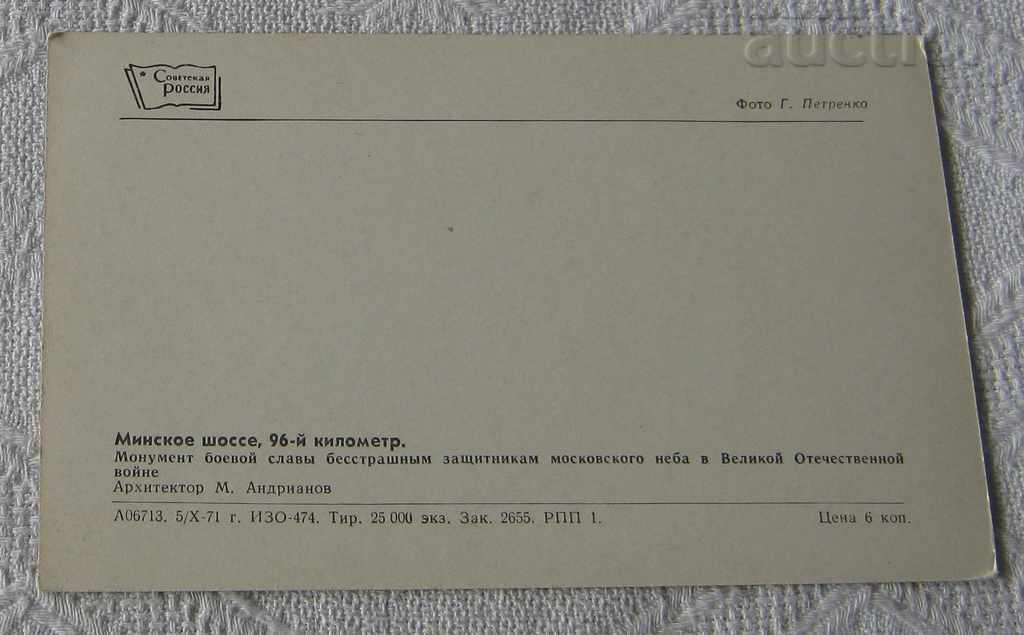 Советская
Россия
Фото Г. Петренко
Минское шоссе, 96-й километр.
Монумент боевой славы бесстрашным защитникам московского неба в Великой Отечественной
войне
Архитектор М. Андрианов
Л06713. 5/X-71 г. ИЗО-474. Тир. 25 000 экз. Зак. 2655. РПП 1. Цена 6 коп.